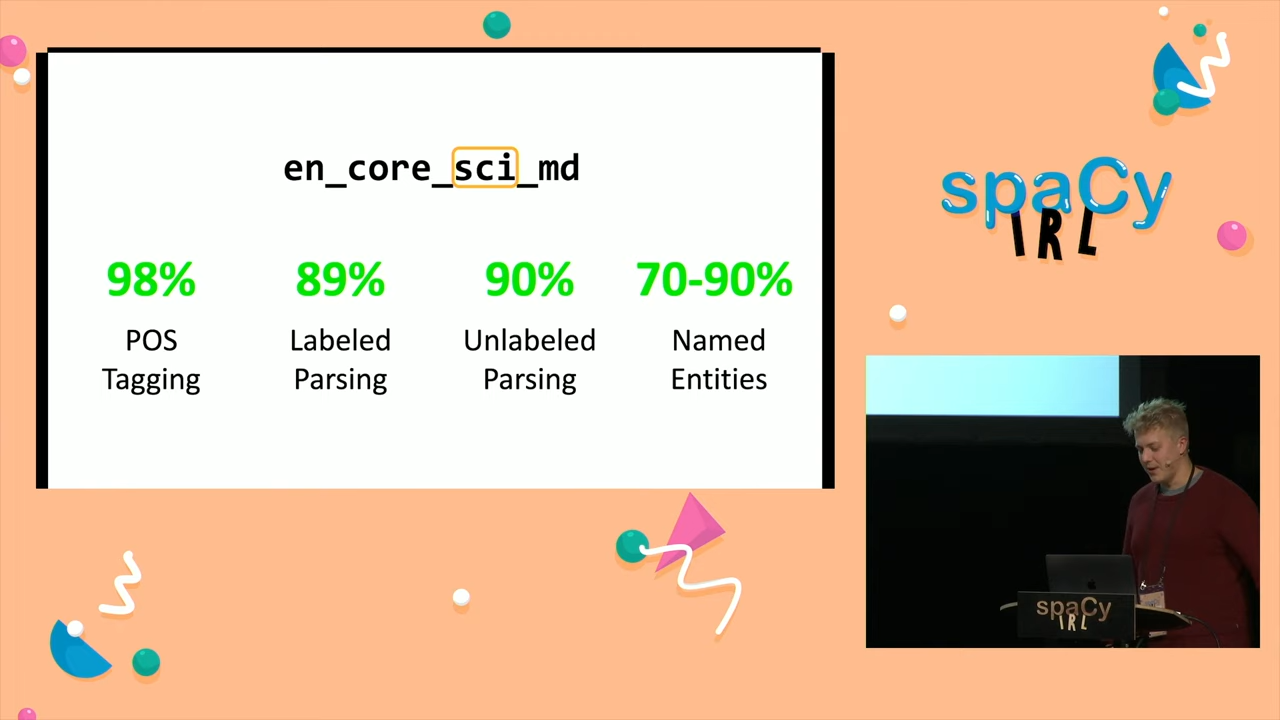 en_core_sci_md
98%
89%
90%
70-90%
POS
Tagging
Labeled
Parsing
Unlabeled
Parsing
Named
Entities
spaCy
IRL
spaCy
IRL